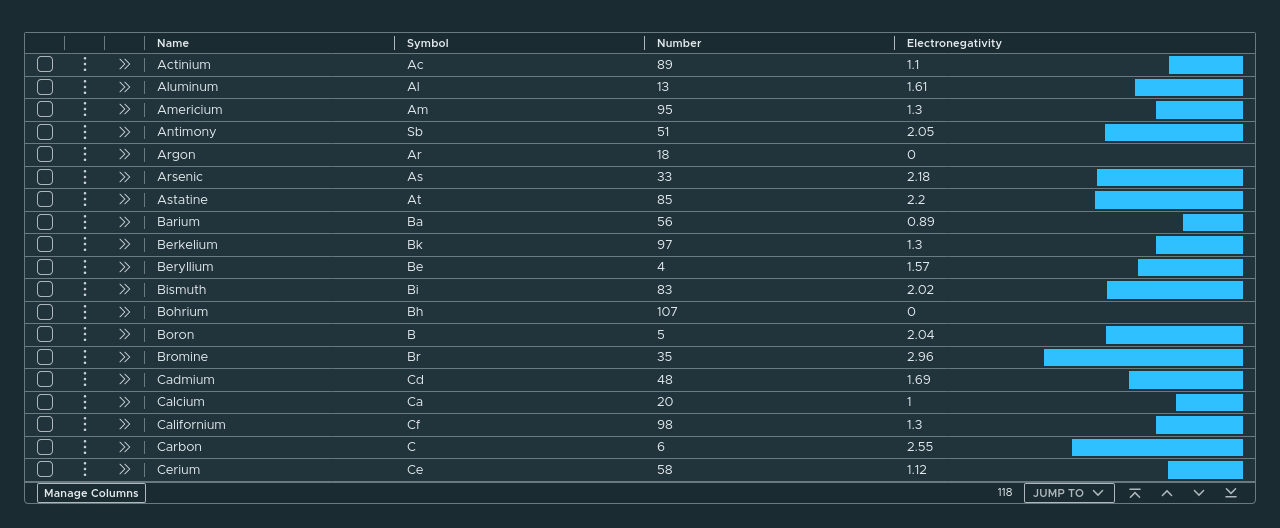 Name Symbol Number Electronegativity
Actinium Ac 89 1.1
Aluminum Al 13 1.61
Americium Am 95 1.3
Antimony Sb 51 2.05
Argon Ar 18 0
Arsenic As 33 2.18
Astatine At 85 2.2
Barium Ba 56 0.89
Berkelium Bk 97 1.3
Beryllium Be 4 1.57
Bismuth Bi 83 2.02
Bohrium Bh 107 0
Boron B 5 2.04
Bromine Br 35 2.96
Cadmium Cd 48 1.69
Calcium Ca 20 1
Californium Cf 98 1.3
Carbon C 6 2.55
Cerium Ce 58 1.12
Manage Columns 118 JUMP TO